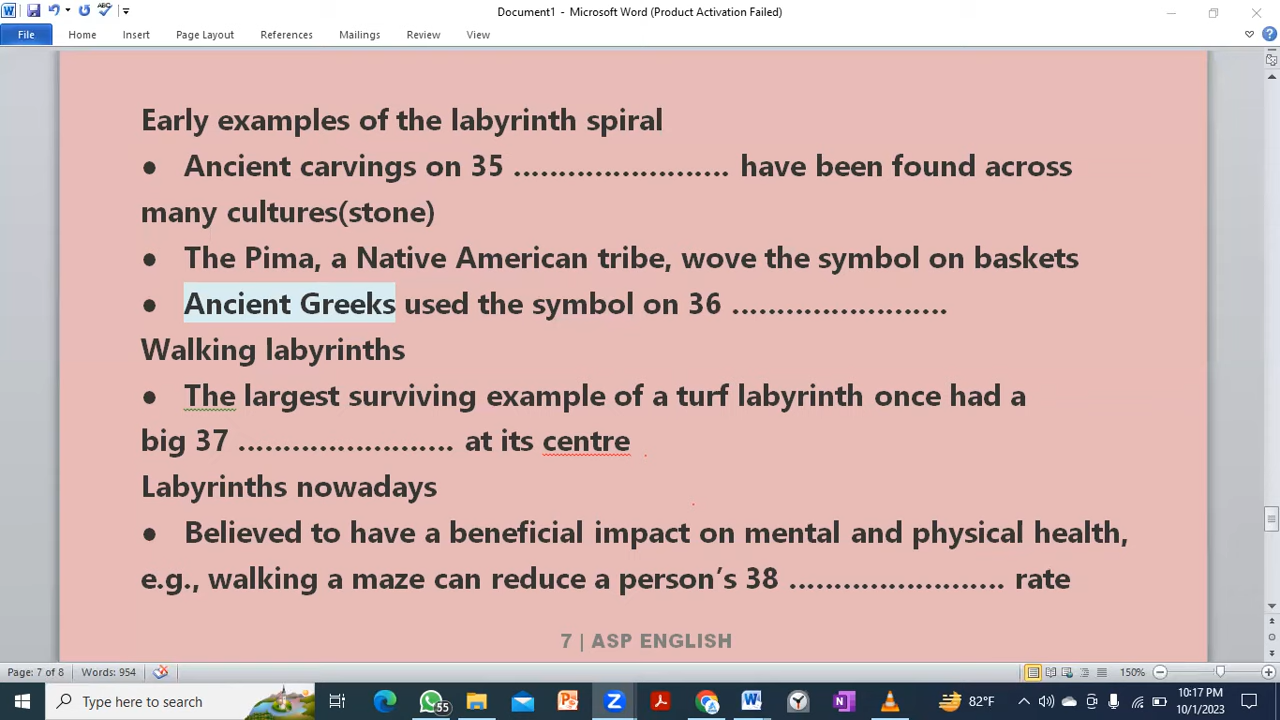 Document1 - Microsoft Word (Product Activation Failed)
File Home Insert Page Layout References Mailings Review View
Early examples of the labyrinth spiral
● Ancient carvings on 35 ........................ have been found across
many cultures(stone)
● The Pima, a Native American tribe, wove the symbol on baskets
● Ancient Greeks used the symbol on 36 ........................
Walking labyrinths
● The largest surviving example of a turf labyrinth once had a
big 37 ........................ at its centre
Labyrinths nowadays
● Believed to have a beneficial impact on mental and physical health,
e.g., walking a maze can reduce a person's 38 ........................ rate
7 | ASP ENGLISH
Page: 7 of 8 Words: 954 150%
Type here to search 55 82°F 10:17 PM
10/1/2023